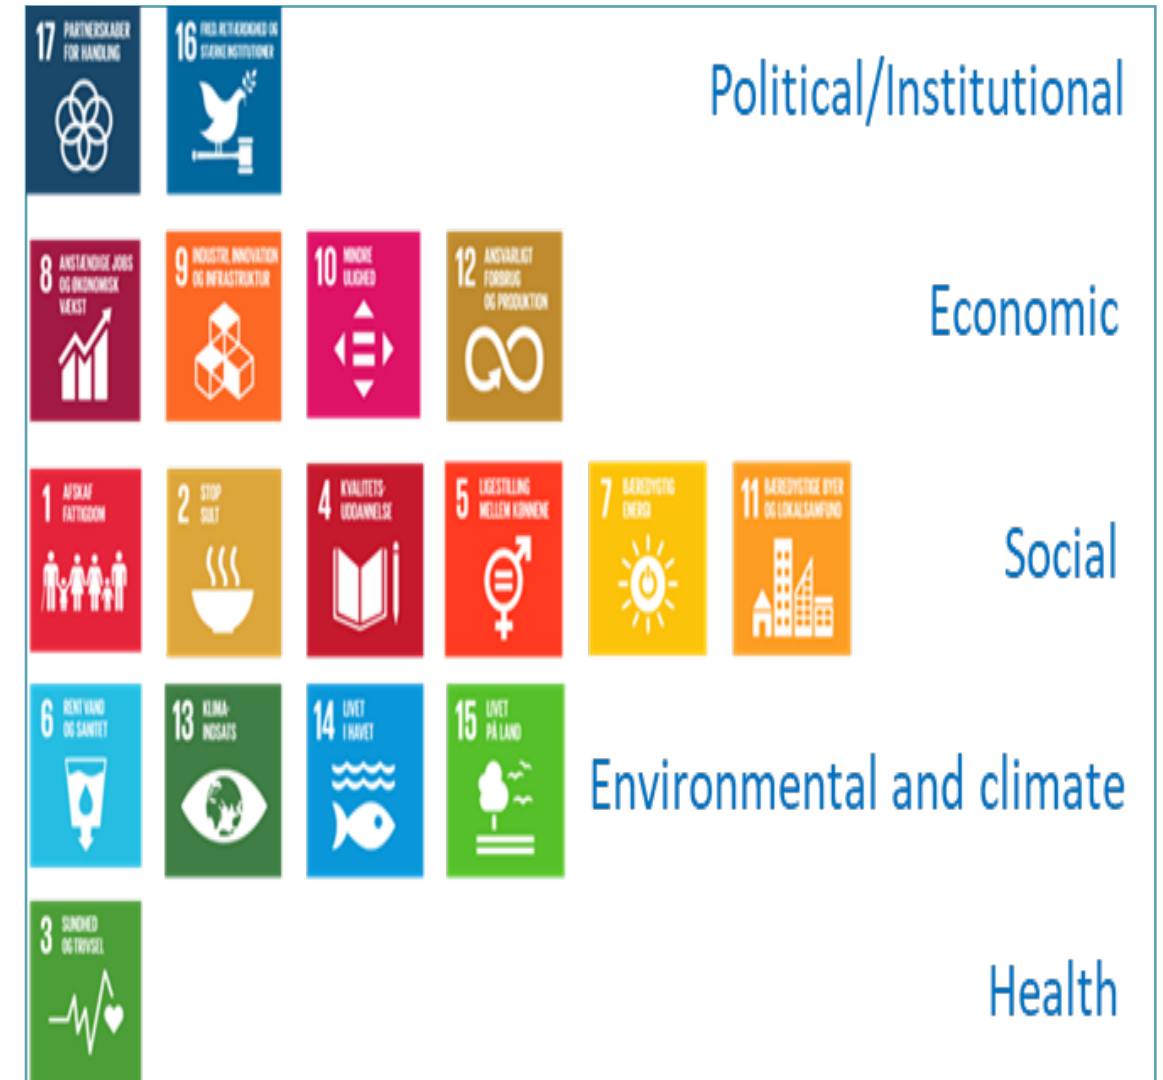 17 PARTNERSKABER
FOR HANDLING
16 FRED, RETFÆRDIGHED OG
STÆRKE INSTITUTIONER
Political/Institutional
8 ANSTÆNDIGE JOBS
OG ØKONOMISK
VÆKST
9 INDUSTRI, INNOVATION
OG INFRASTRUKTUR
10 MINDRE
ULIGHED
12 ANSVARLIGT
FORBRUG
OG PRODUKTION
Economic
1 AFSKAF
FATTIGDOM
2 STOP
SULT
4 KVALITETS-
UDDANNELSE
5 LIGESTILLING
MELLEM KØNNENE
7 BÆREDYGTIG
ENERGI
11 BÆREDYGTIGE BYER
OG LOKALSAMFUND
Social
6 RENT VAND
OG SANITET
13 KLIMA-
INDSATS
14 LIVET
I HAVET
15 LIVET
PÅ LAND
Environmental and climate
3 SUNDHED
OG TRIVSEL
Health